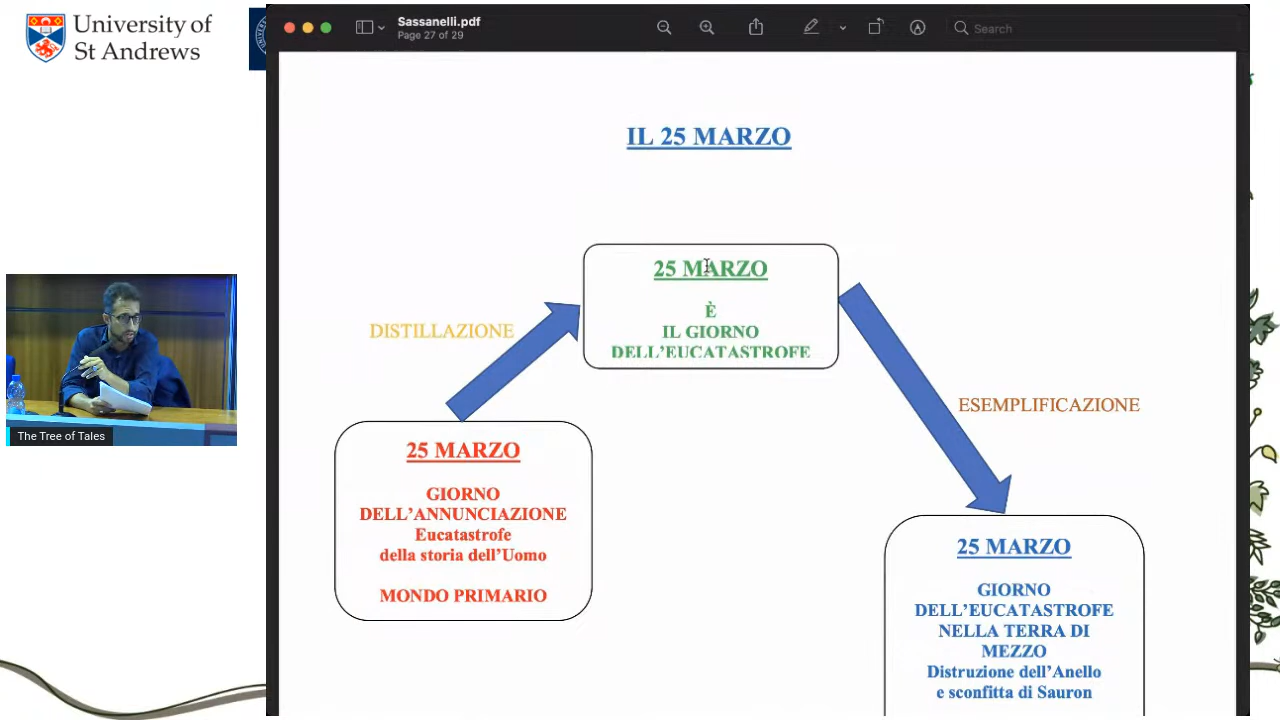 University of
St Andrews
Sassanelli.pdf
Page 27 of 29
Search
IL 25 MARZO
25 MARZO
È
IL GIORNO
DELL'EUCATASTROFE
DISTILLAZIONE
ESEMPLIFICAZIONE
25 MARZO
GIORNO
DELL'ANNUNCIAZIONE
Eucatastrofe
della storia dell'Uomo
MONDO PRIMARIO
25 MARZO
GIORNO
DELL'EUCATASTROFE
NELLA TERRA DI
MEZZO
Distruzione dell'Anello
e sconfitta di Sauron
The Tree of Tales